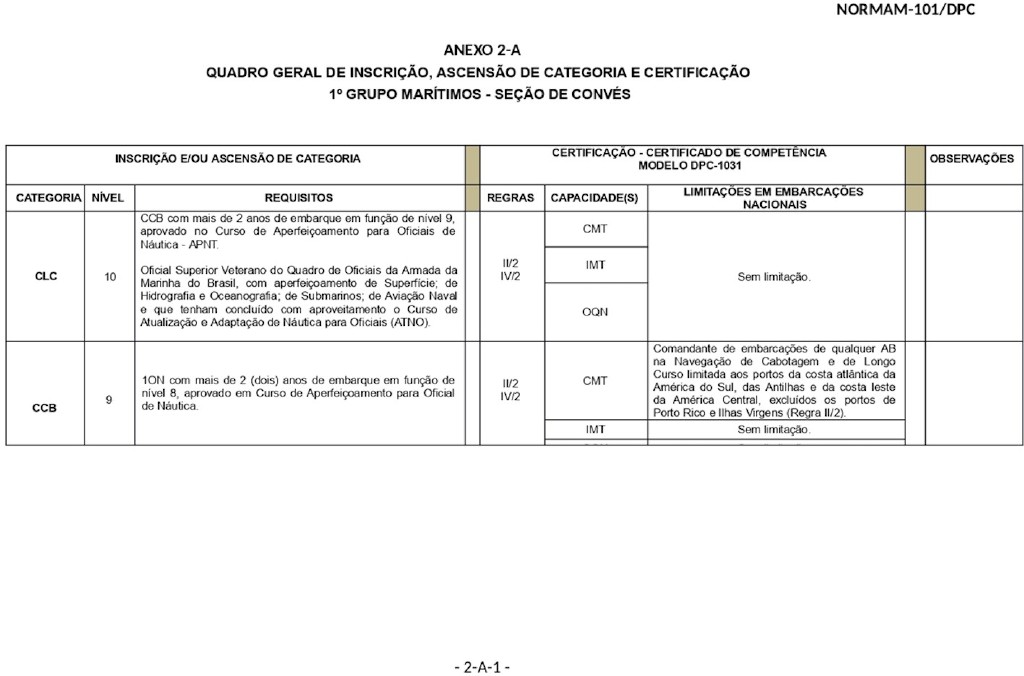 NORMAM-101/DPC
ANEXO 2-A
QUADRO GERAL DE INSCRIÇÃO, ASCENSÃO DE CATEGORIA E CERTIFICAÇÃO
1º GRUPO MARÍTIMOS - SEÇÃO DE CONVÉS
INSCRIÇÃO E/OU ASCENSÃO DE CATEGORIA
CERTIFICAÇÃO - CERTIFICADO DE COMPETÊNCIA
MODELO DPC-1031
OBSERVAÇÕES
CATEGORIA
NÍVEL
REQUISITOS
REGRAS
CAPACIDADE(S)
LIMITAÇÕES EM EMBARCAÇÕES
NACIONAIS
CLC
10
CCB com mais de 2 anos de embarque em função de nível 9,
aprovado no Curso de Aperfeiçoamento para Oficiais de
Náutica - APNT.
Oficial Superior Veterano do Quadro de Oficiais da Armada da
Marinha do Brasil, com aperfeiçoamento de Superfície; de
Hidrografia e Oceanografia; de Submarinos; de Aviação Naval
e que tenham concluído com aproveitamento o Curso de
Atualização e Adaptação de Náutica para Oficiais (ATNO).
II/2
IV/2
CMT
IMT
OQN
Sem limitação.
CCB
9
1ON com mais de 2 (dois) anos de embarque em função de
nível 8, aprovado em Curso de Aperfeiçoamento para Oficial
de Náutica.
II/2
IV/2
CMT
Comandante de embarcações de qualquer AB
na Navegação de Cabotagem e de Longo
Curso limitada aos portos da costa atlântica da
América do Sul, das Antilhas e da costa leste
da América Central, excluídos os portos de
Porto Rico e Ilhas Virgens (Regra II/2).
IMT
Sem limitação.
- 2-A-1 -